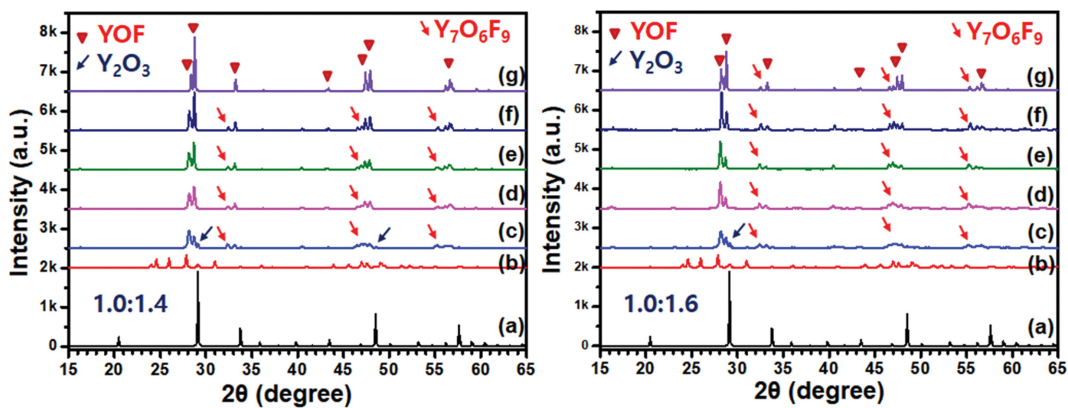 YOF
Y₂O₃
Y₇O₆F₉
8k
7k
6k
5k
4k
3k
2k
1k
0
Intensity (a.u.)
(g)
(f)
(e)
(d)
(c)
(b)
(a)
1.0:1.4
15 20 25 30 35 40 45 50 55 60 65
2θ (degree)
YOF
Y₂O₃
Y₇O₆F₉
8k
7k
6k
5k
4k
3k
2k
1k
0
Intensity (a.u.)
(g)
(f)
(e)
(d)
(c)
(b)
(a)
1.0:1.6
15 20 25 30 35 40 45 50 55 60 65
2θ (degree)